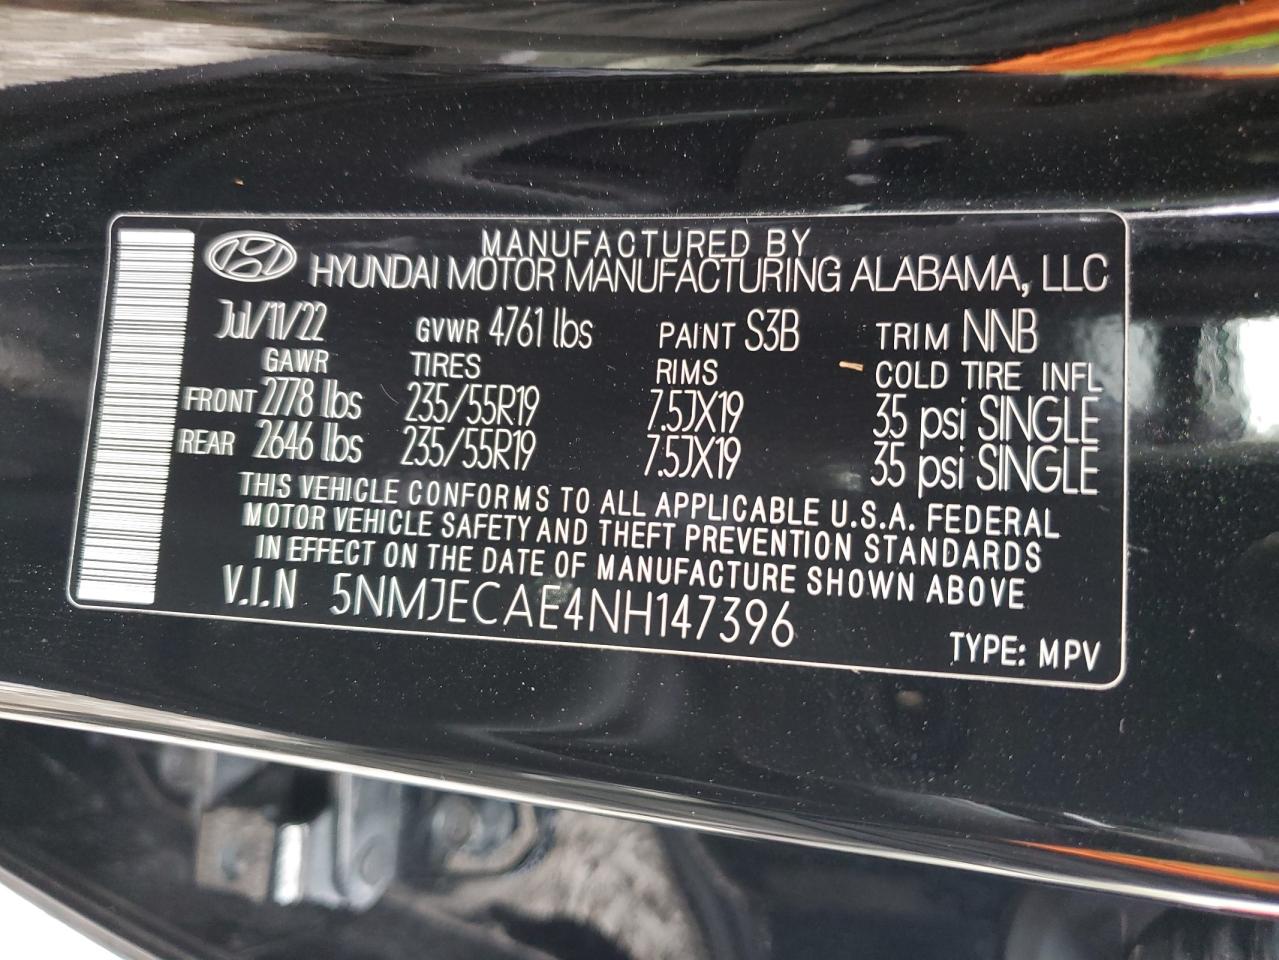 MANUFACTURED BY
HYUNDAI MOTOR MANUFACTURING ALABAMA, LLC
Jul/11/22 GVWR 4761 lbs PAINT S3B TRIM NNB
GAWR TIRES RIMS COLD TIRE INFL
FRONT 2778 lbs 235/55R19 7.5JX19 35 psi SINGLE
REAR 2646 lbs 235/55R19 7.5JX19 35 psi SINGLE
THIS VEHICLE CONFORMS TO ALL APPLICABLE U.S.A. FEDERAL
MOTOR VEHICLE SAFETY AND THEFT PREVENTION STANDARDS
IN EFFECT ON THE DATE OF MANUFACTURE SHOWN ABOVE
V.I.N 5NMJECAE4NH147396
TYPE: MPV